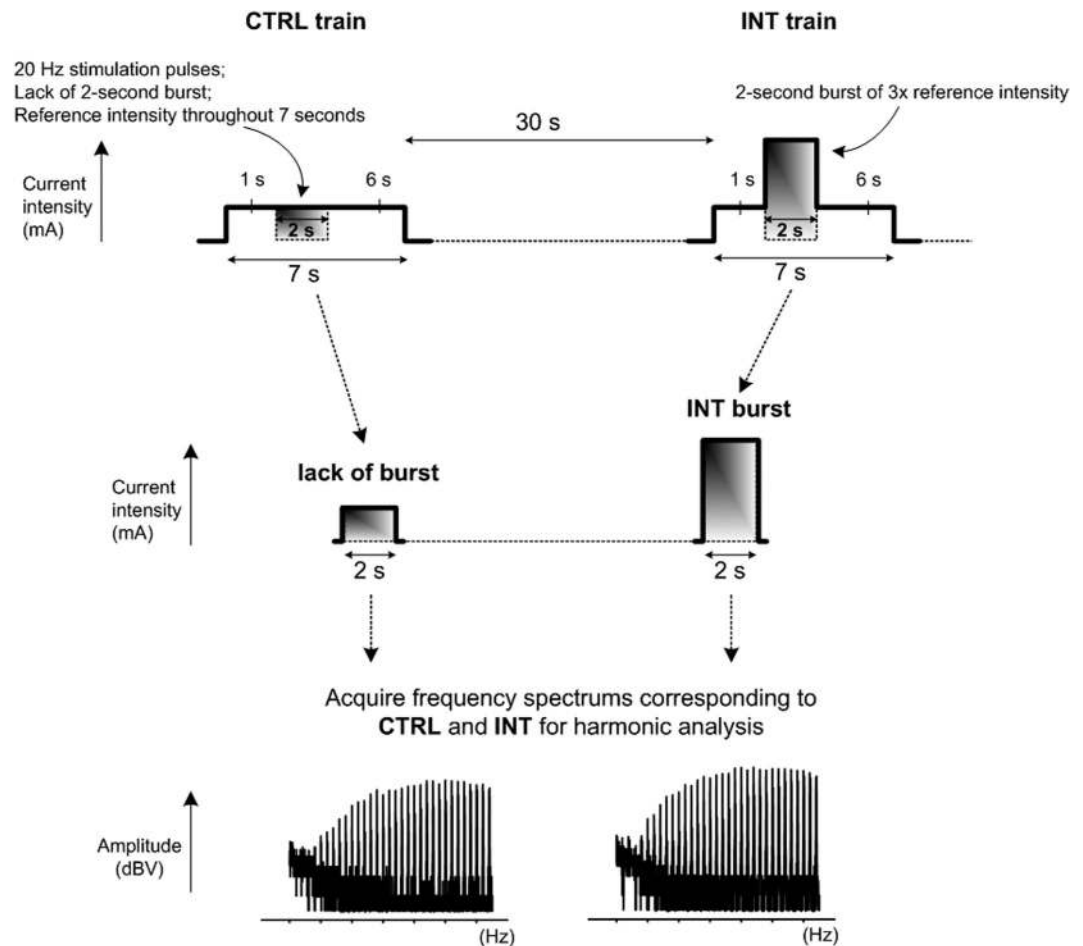 CTRL train
INT train
20 Hz stimulation pulses;
Lack of 2-second burst;
Reference intensity throughout 7 seconds
2-second burst of 3x reference intensity
30 s
Current
intensity
(mA)
1 s
6 s
2 s
7 s
1 s
6 s
2 s
7 s
INT burst
lack of burst
Current
intensity
(mA)
2 s
2 s
Acquire frequency spectrums corresponding to
CTRL and INT for harmonic analysis
Amplitude
(dBV)
(Hz)
(Hz)